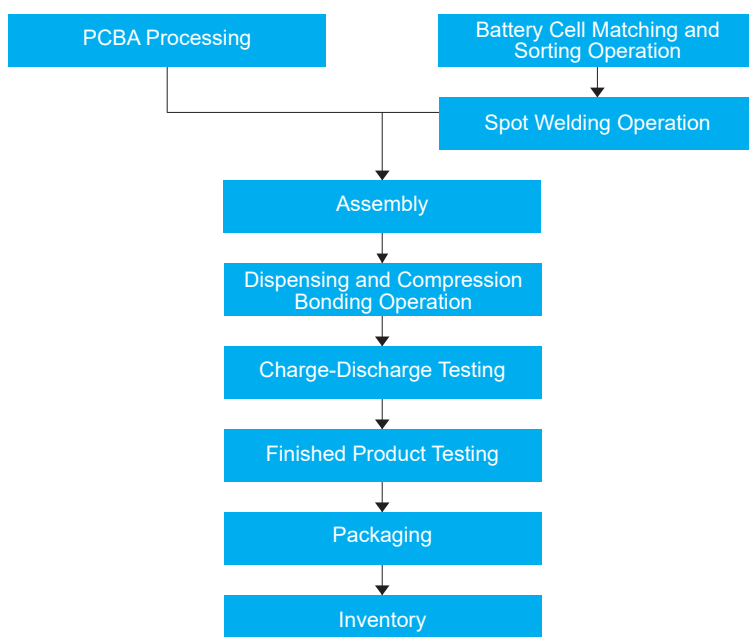 PCBA Processing
Battery Cell Matching and
Sorting Operation
Spot Welding Operation
Assembly
Dispensing and Compression
Bonding Operation
Charge-Discharge Testing
Finished Product Testing
Packaging
Inventory